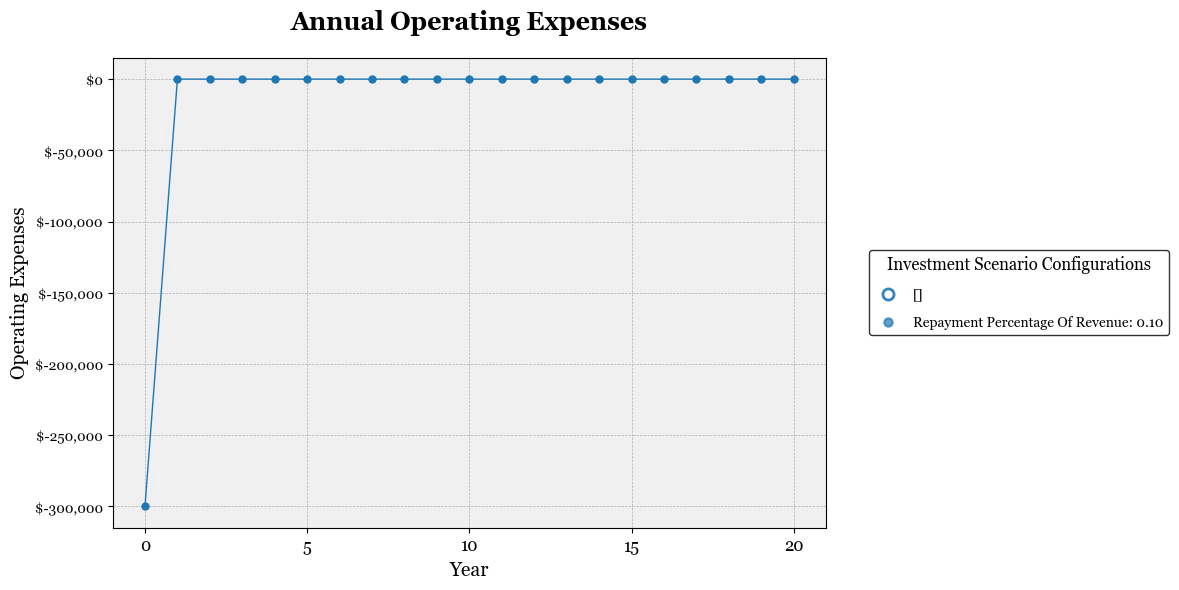 Annual Operating Expenses
$0
$-50,000
$-100,000
$-150,000
$-200,000
$-250,000
$-300,000
Operating Expenses
0 5 10 15 20
Year
Investment Scenario Configurations
[]
Repayment Percentage Of Revenue: 0.10